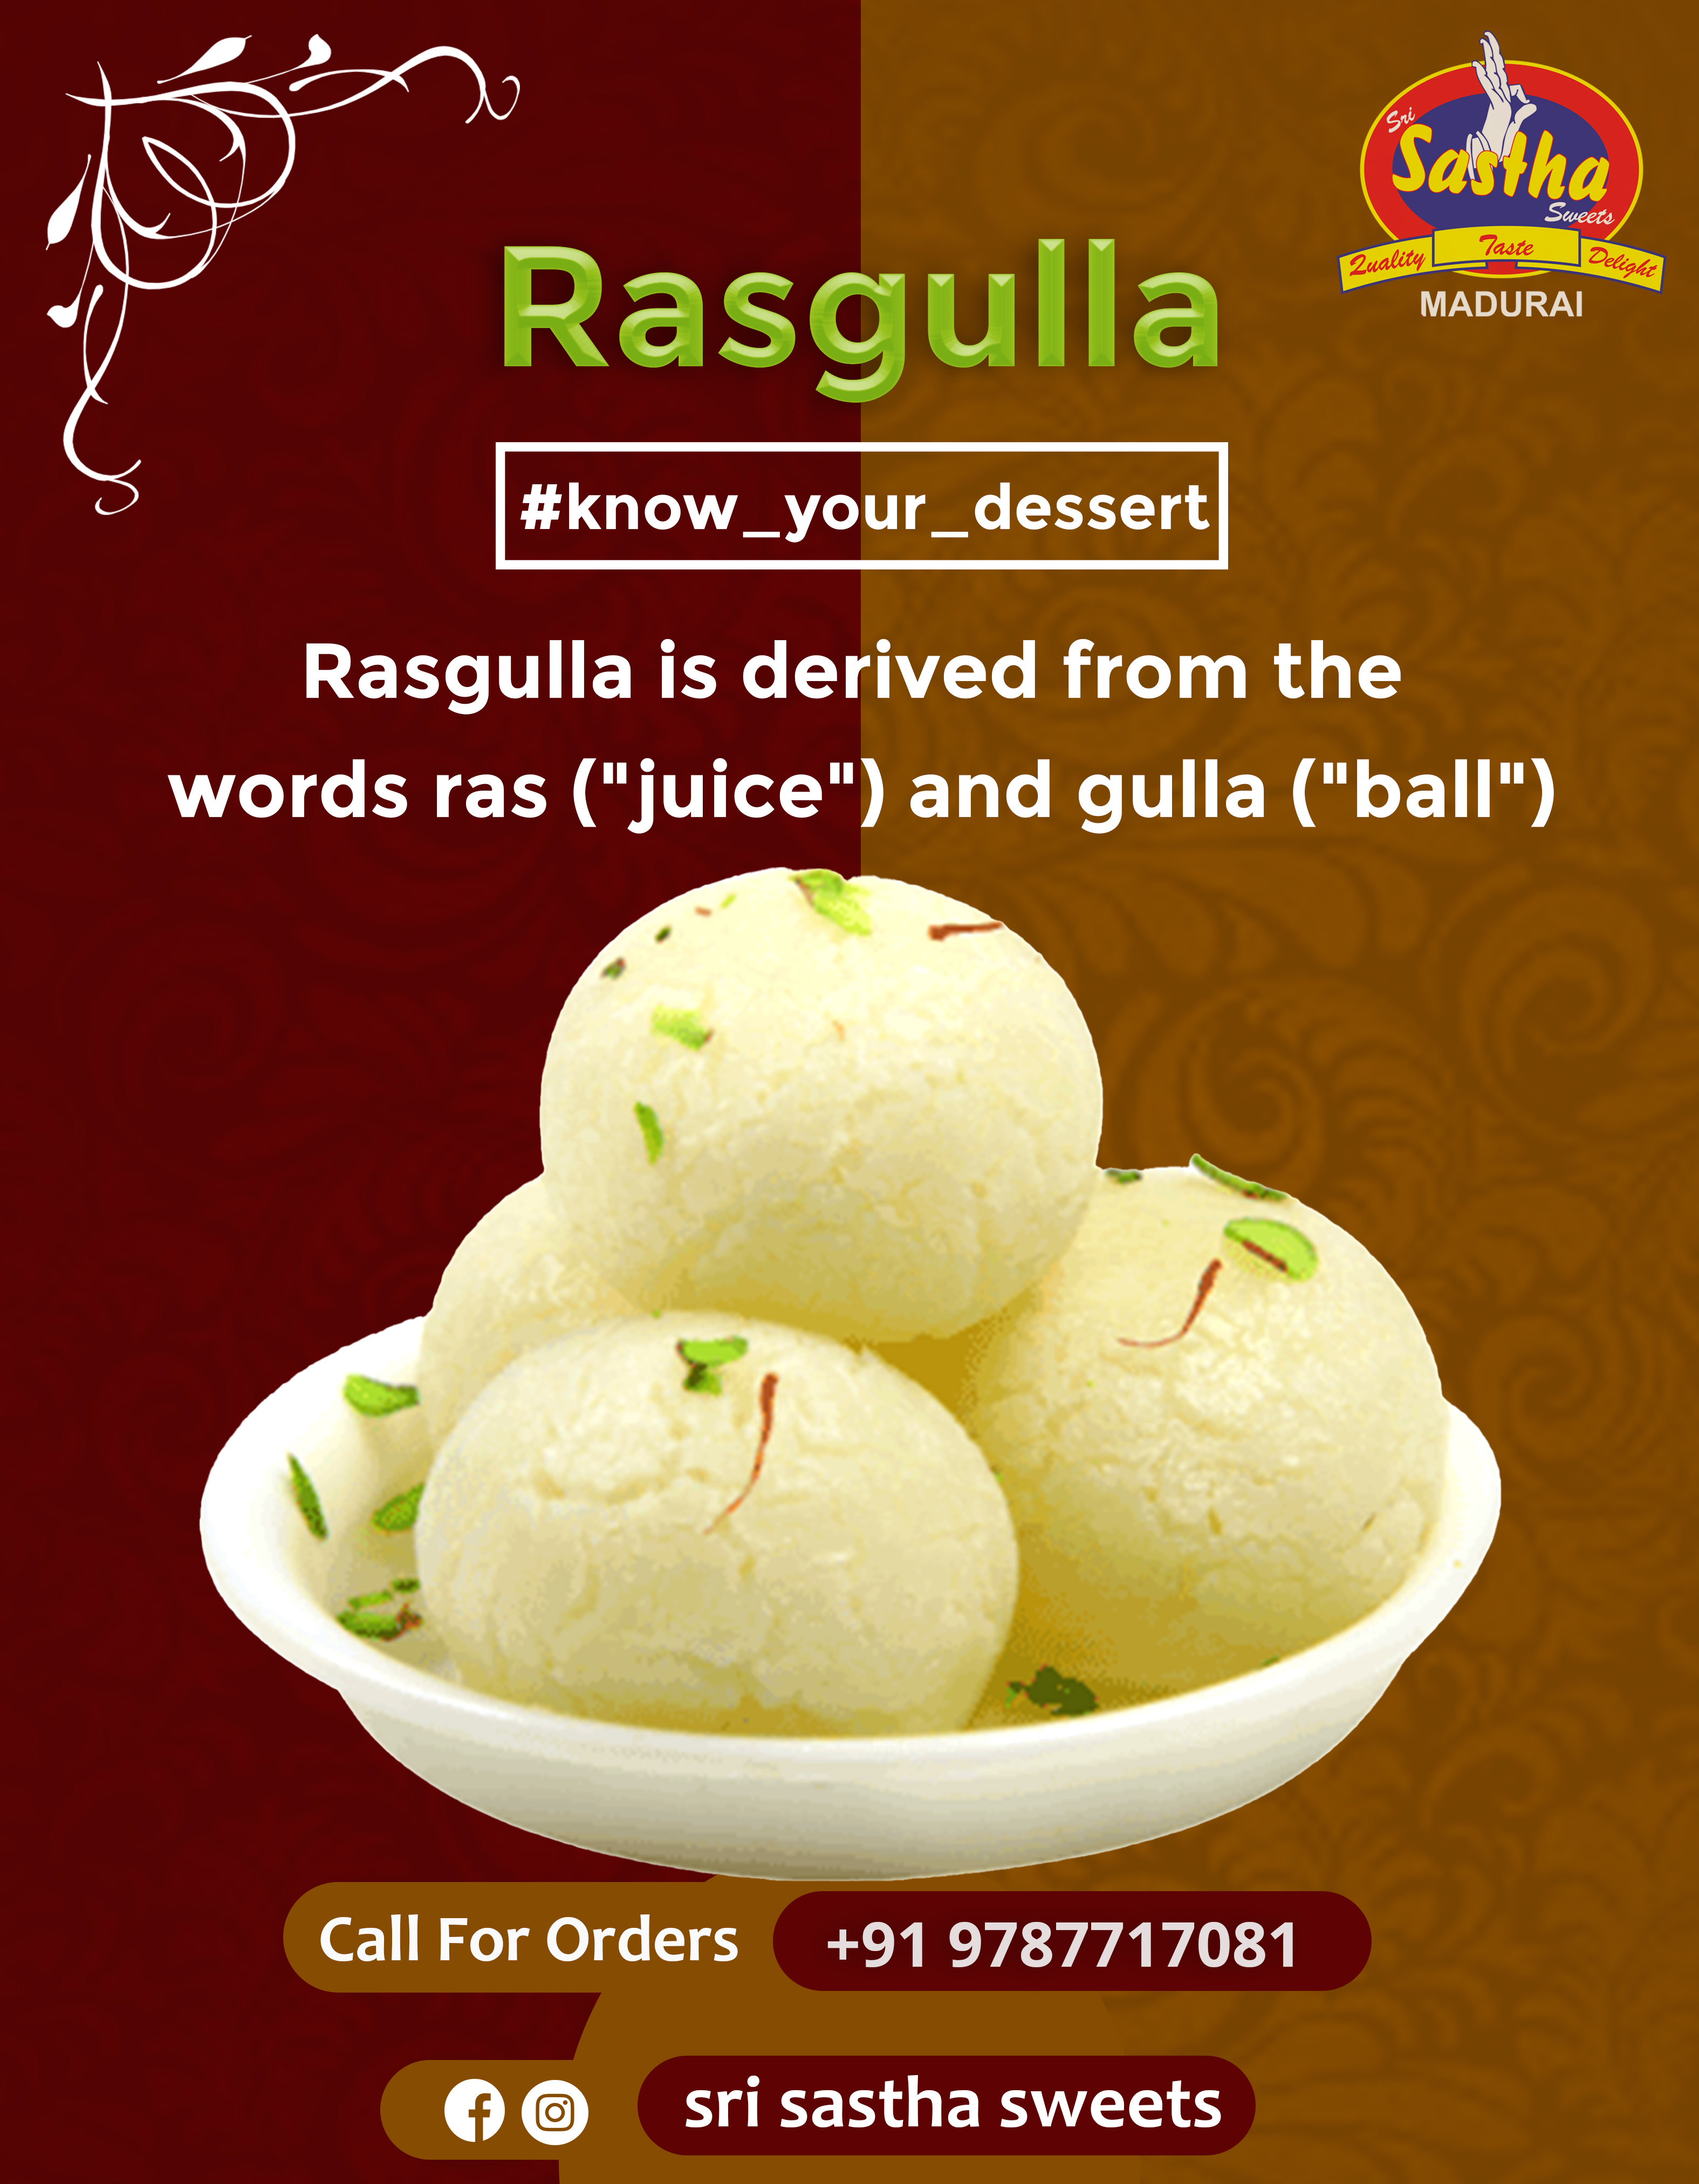 Sri
Sastha
Sweets
Quality Taste Delight
MADURAI
Rasgulla
#know_your_dessert
Rasgulla is derived from the
words ras ("juice") and gulla ("ball")
Call For Orders +91 9787717081
sri sastha sweets